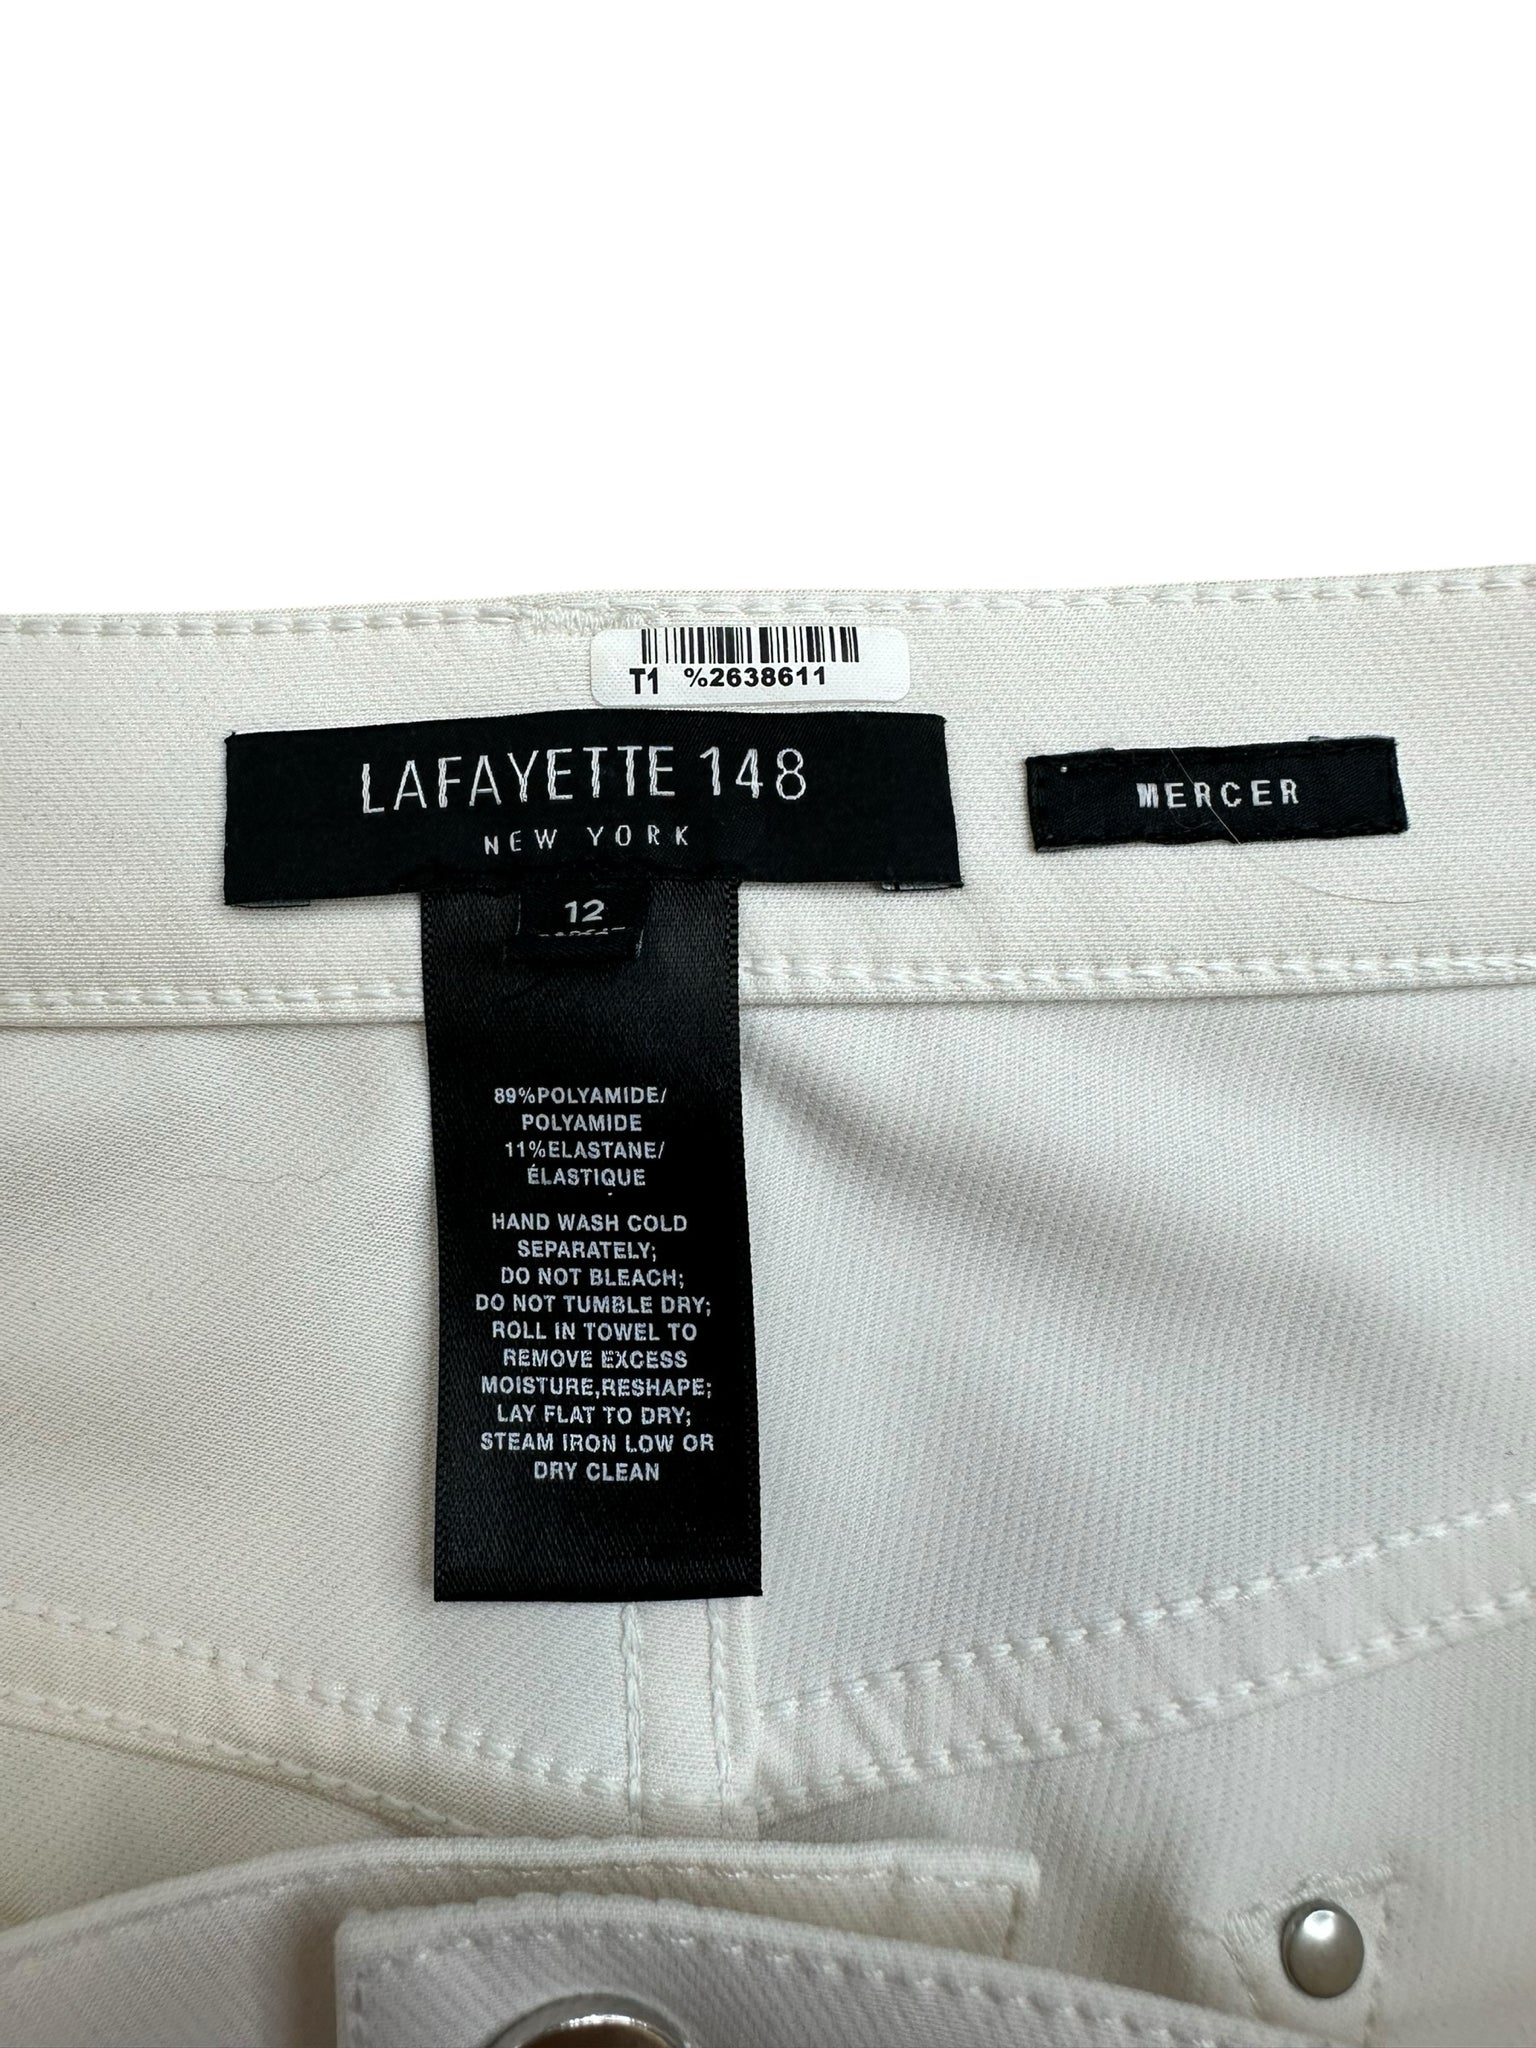 T1 %2638611
LAFAYETTE 148
NEW YORK
MERCER
12
89%POLYAMIDE/
POLYAMIDE
11%ELASTANE/
ÉLASTIQUE
HAND WASH COLD
SEPARATELY;
DO NOT BLEACH;
DO NOT TUMBLE DRY;
ROLL IN TOWEL TO
REMOVE EXCESS
MOISTURE,RESHAPE;
LAY FLAT TO DRY;
STEAM IRON LOW OR
DRY CLEAN